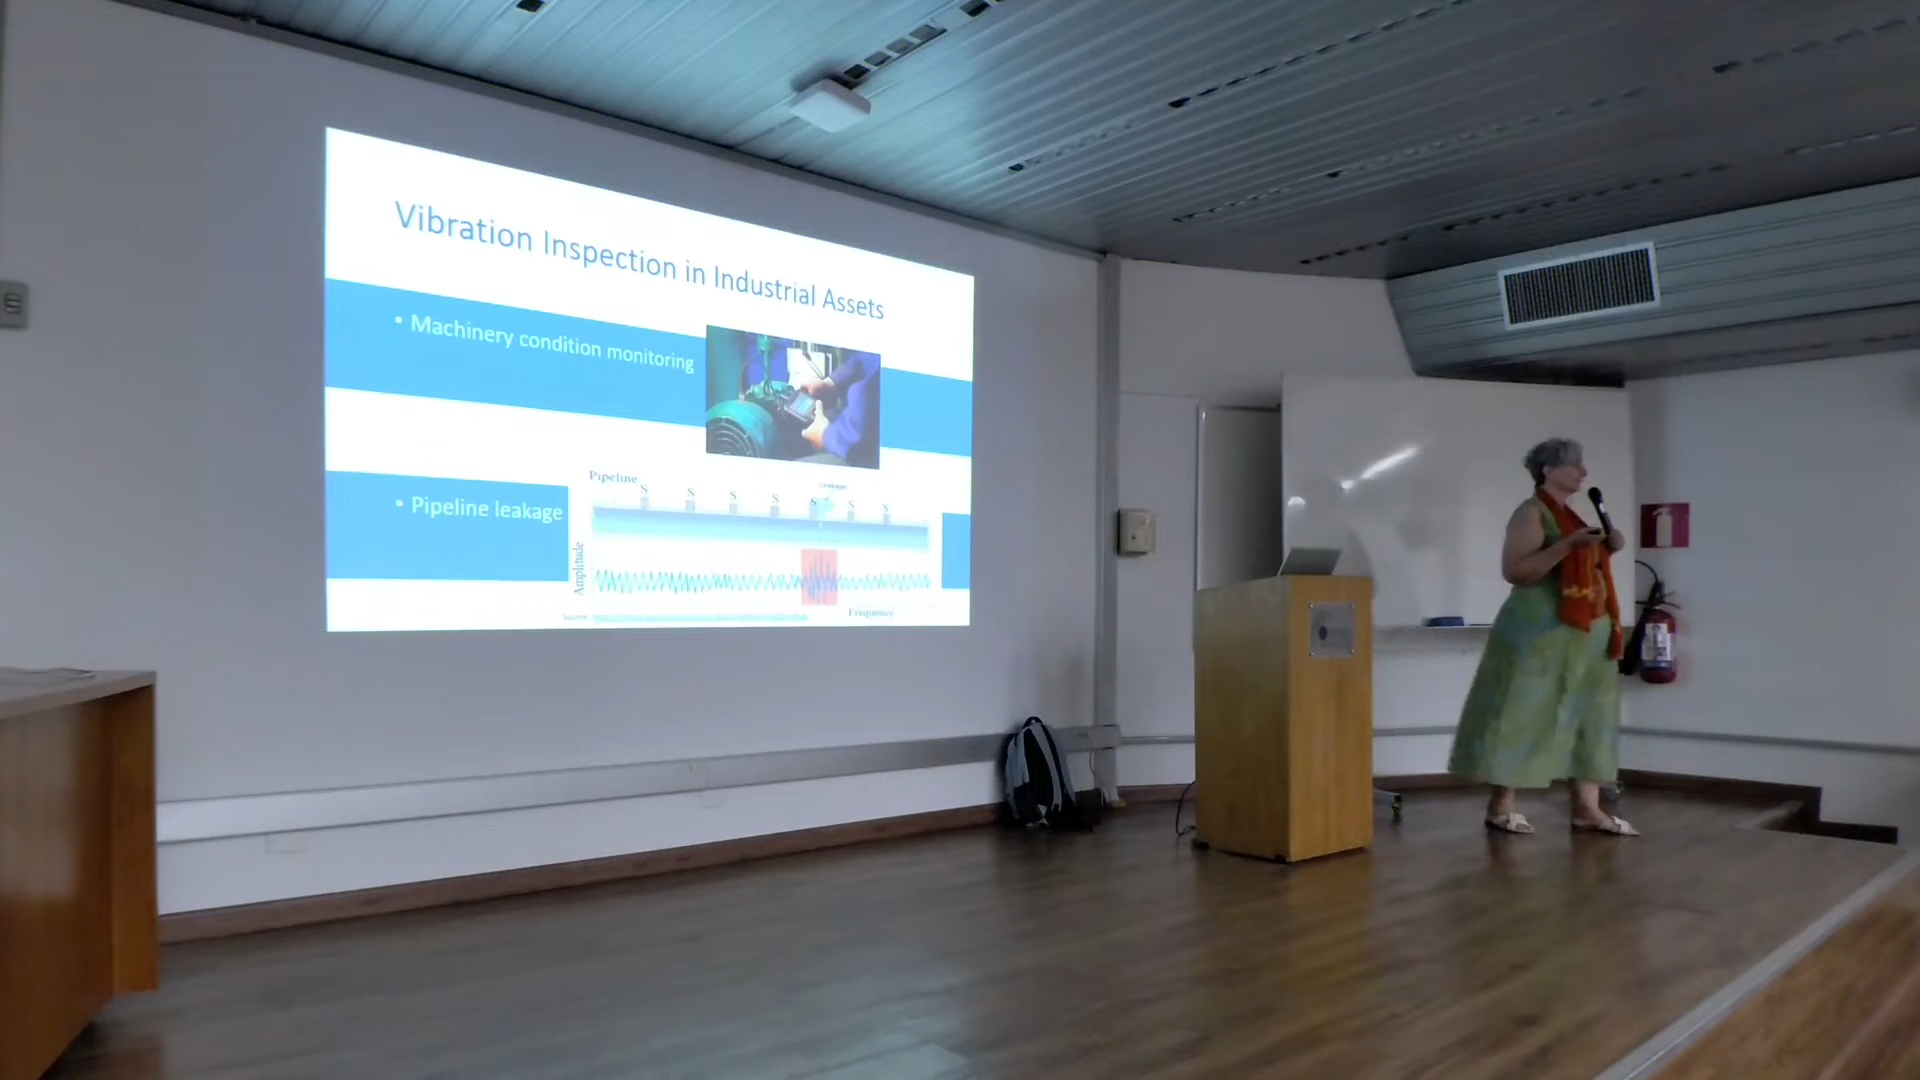 Vibration Inspection in Industrial Assets
• Machinery condition monitoring
Pipeline
S S S S S S S
• Pipeline leakage
Amplitude
Frequency